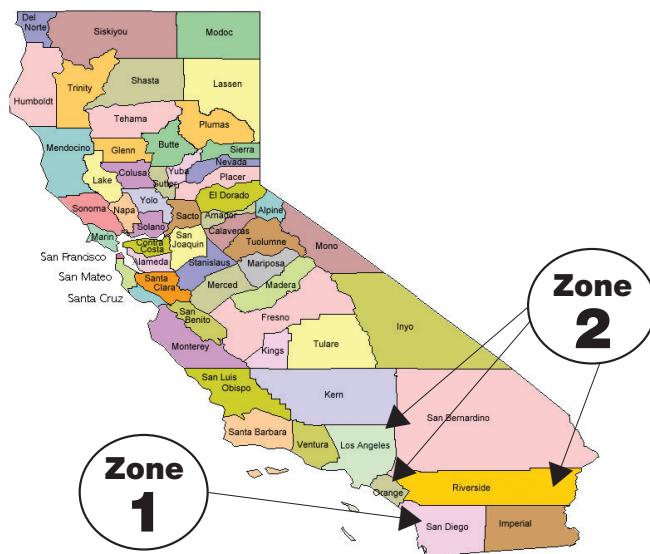 Del
Norte
Siskiyou
Modoc
Humboldt
Trinity
Shasta
Lassen
Tehama
Plumas
Mendocino
Glenn
Butte
Sierra
Nevada
Yuba
Placer
Lake
Colusa
Sutter
El Dorado
Yolo
Sonoma
Napa
Sacto
Amador
Alpine
Solano
Calaveras
Marin
Contra
Costa
San
Joaquin
Tuolumne
Mono
San Francisco
Alameda
Stanislaus
Mariposa
San Mateo
Santa
Clara
Merced
Madera
Santa Cruz
San
Benito
Fresno
Inyo
Monterey
Kings
Tulare
Zone
2
San Luis
Obispo
Kern
San Bernardino
Santa Barbara
Ventura
Los Angeles
Orange
Riverside
Zone
1
San Diego
Imperial